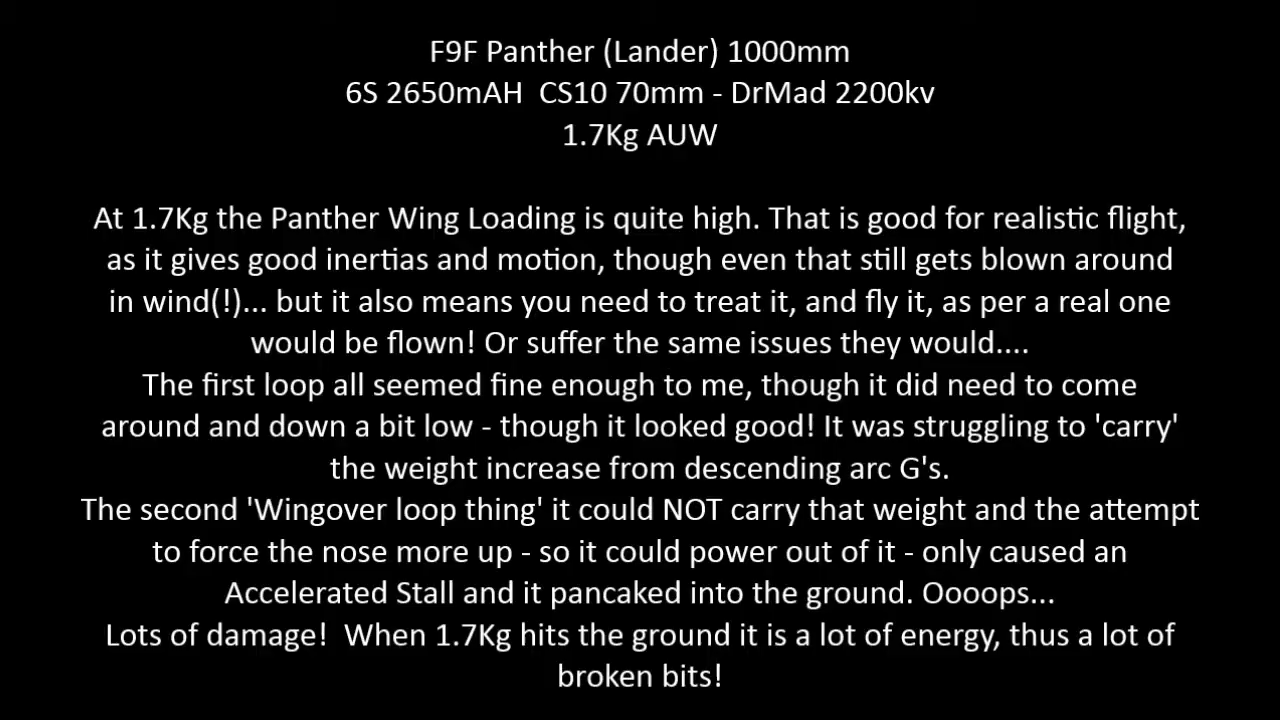 F9F Panther (Lander) 1000mm
6S 2650mAH  CS10 70mm - DrMad 2200kv
1.7Kg AUW
At 1.7Kg the Panther Wing Loading is quite high. That is good for realistic flight,
as it gives good inertias and motion, though even that still gets blown around
in wind(!)... but it also means you need to treat it, and fly it, as per a real one
would be flown! Or suffer the same issues they would....
The first loop all seemed fine enough to me, though it did need to come
around and down a bit low - though it looked good! It was struggling to 'carry'
the weight increase from descending arc G's.
The second 'Wingover loop thing' it could NOT carry that weight and the attempt
to force the nose more up - so it could power out of it - only caused an
Accelerated Stall and it pancaked into the ground. Oooops...
Lots of damage!  When 1.7Kg hits the ground it is a lot of energy, thus a lot of
broken bits!